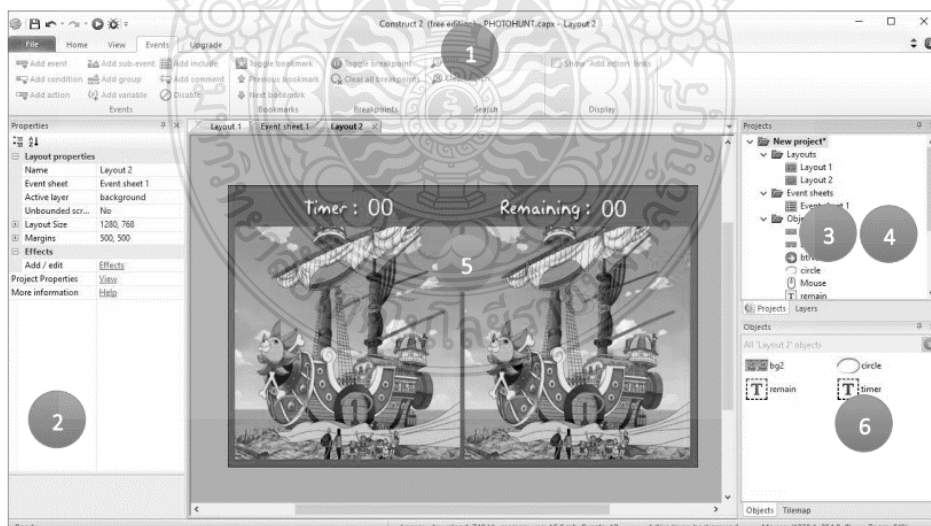 Construct 2 (free edition) - PHOTOHUNT.capx - Layout 2
File Home View Events Upgrade
1
Add event Add sub-event Add include Toggle bookmark Toggle breakpoint Show 'Add action' links
Add condition Add group Add comment Previous bookmark Clear all breakpoints
Add action Add variable Disable Next bookmark
Events Bookmarks Breakpoints Search Display
Properties
Layout 1 Event sheet 1 Layout 2
Projects
Layout properties
Name Layout 2
Event sheet Event sheet 1
Active layer background
Unbounded scr... No
Layout Size 1280, 768
Margins 500, 500
Effects
Add / edit Effects
Project Properties View
More information Help
2
Timer : 00 Remaining : 00
5
New project*
Layouts
Layout 1
Layout 2
Event sheets
3 4
circle
Mouse
remain
Projects Layers
Objects
All 'Layout 2' objects
bg2 circle
remain timer
6
Objects Tilemap